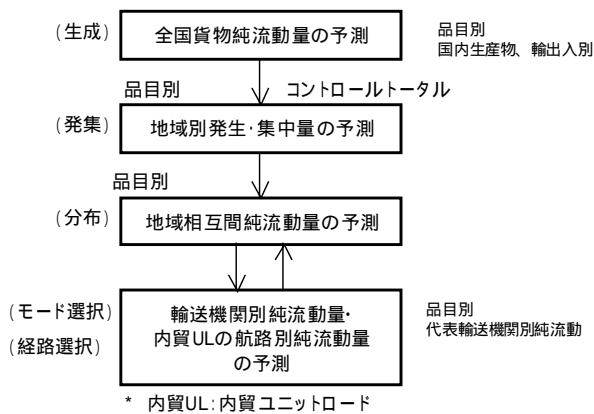 (生成)
全国貨物純流動量の予測
品目別
国内生産物、輸出入別
品目別
コントロールトータル
(発集)
地域別発生・集中量の予測
品目別
(分布)
地域相互間純流動量の予測
(モード選択)
(経路選択)
輸送機関別純流動量・
内貿ULの航路別純流動量
の予測
品目別
代表輸送機関別純流動
* 内貿UL:内貿ユニットロード